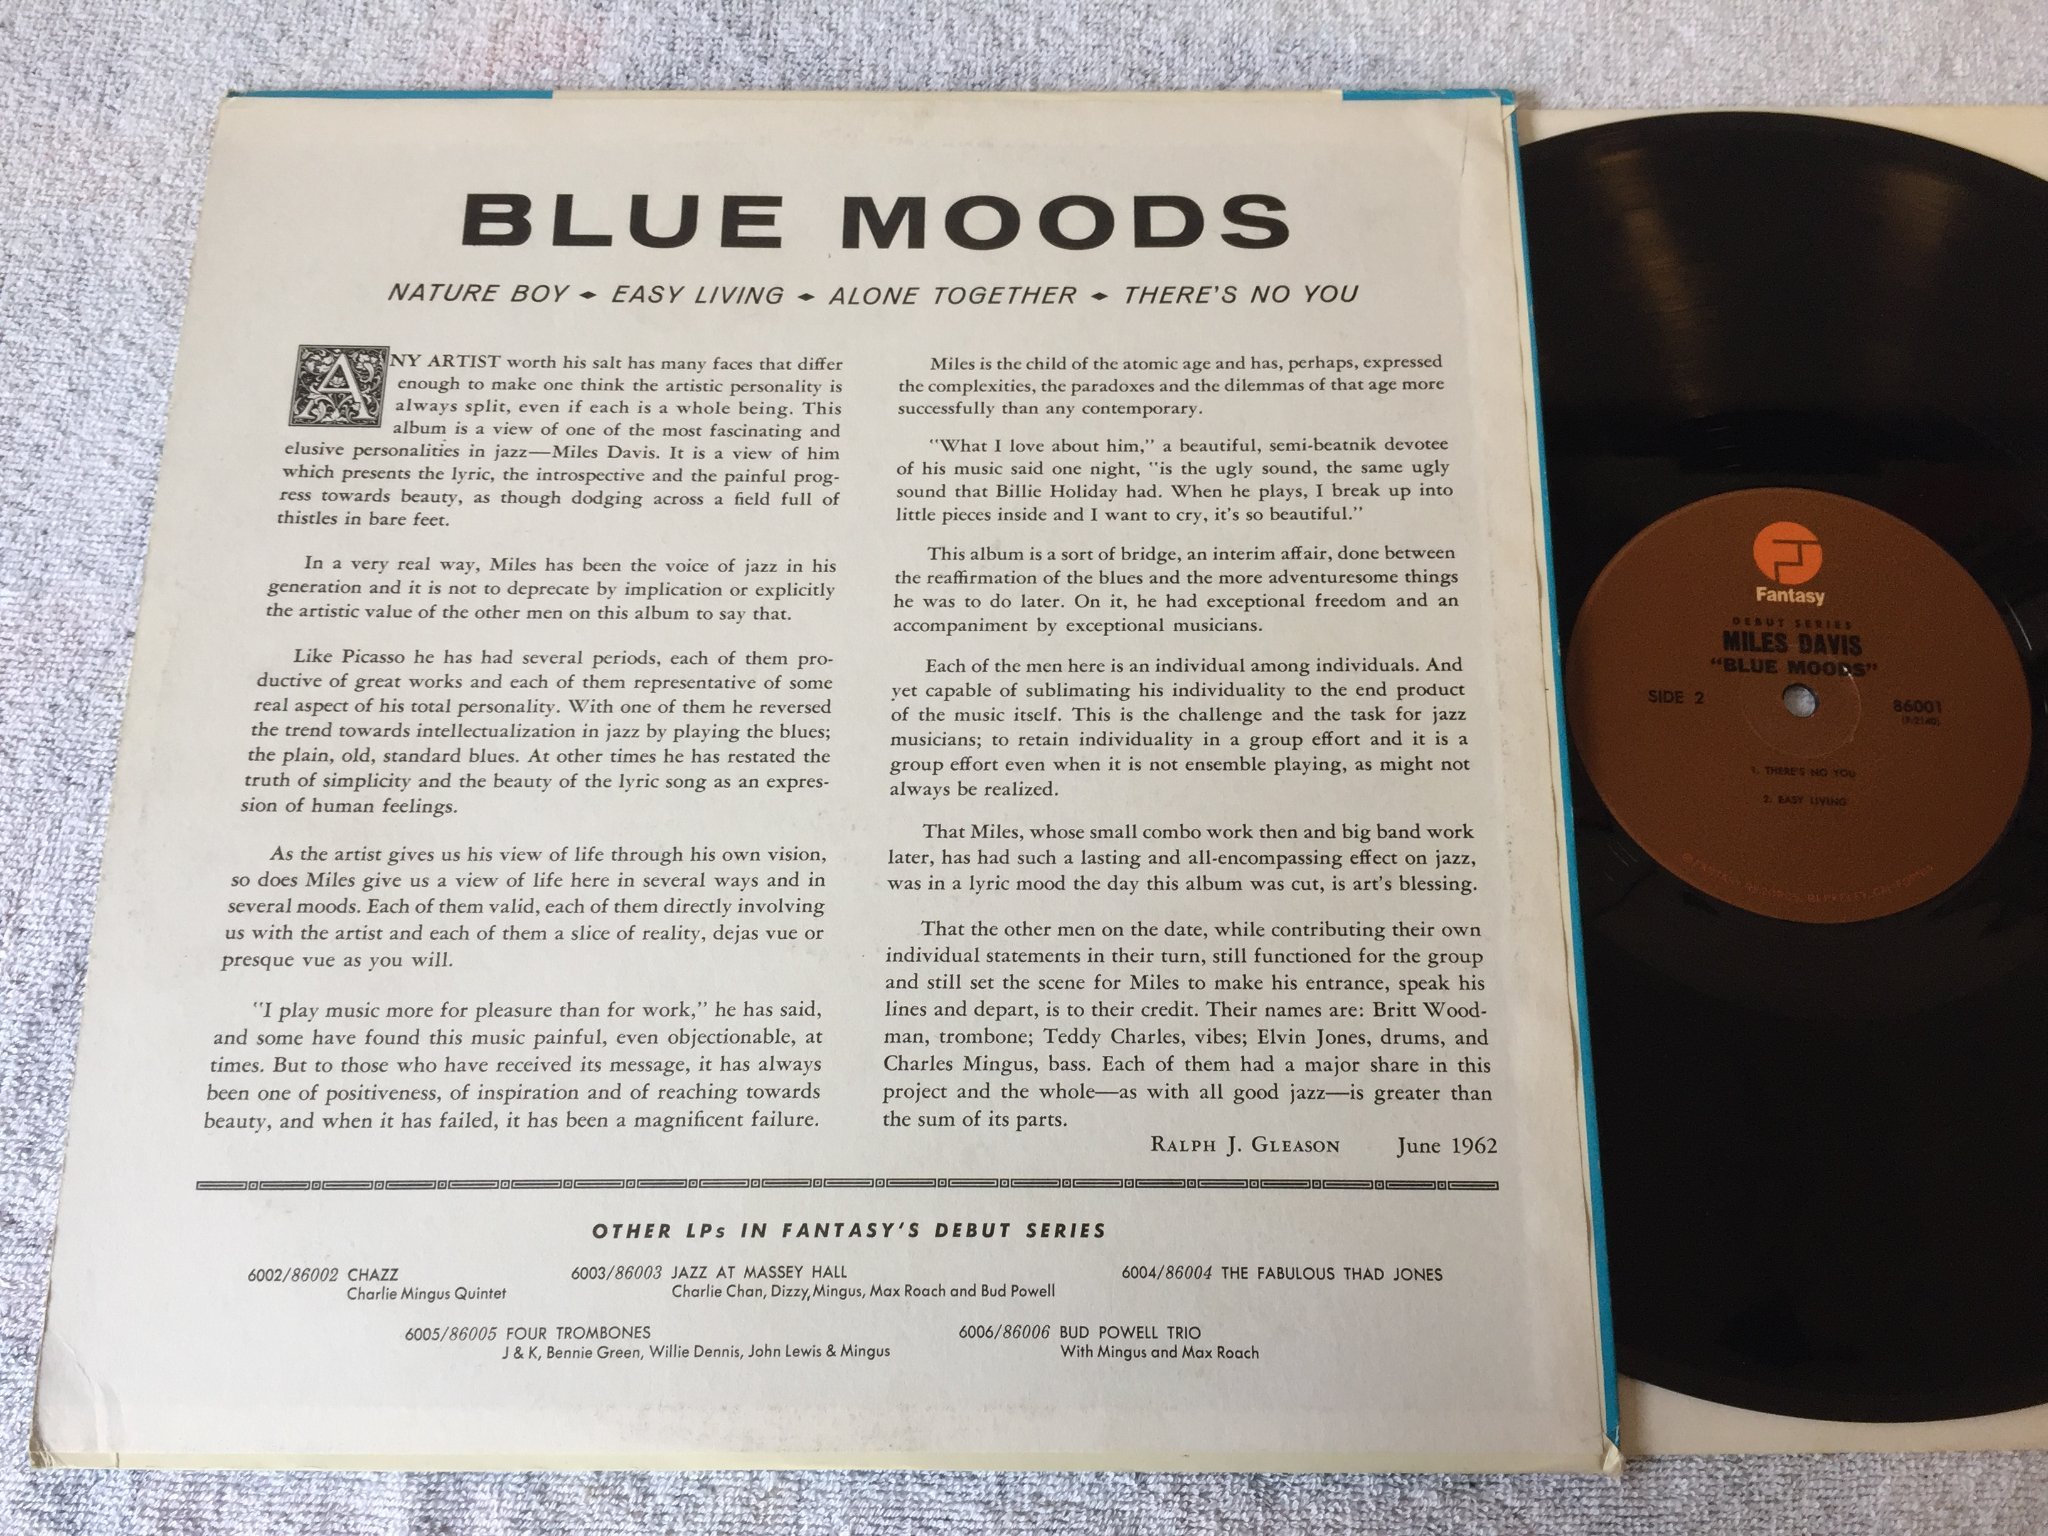 BLUE MOODS
NATURE BOY ◆ EASY LIVING ◆ ALONE TOGETHER ◆ THERE'S NO YOU
ANY ARTIST worth his salt has many faces that differ
enough to make one think the artistic personality is
always split, even if each is a whole being. This
album is a view of one of the most fascinating and
elusive personalities in jazz—Miles Davis. It is a view of him
which presents the lyric, the introspective and the painful prog-
ress towards beauty, as though dodging across a field full of
thistles in bare feet.
In a very real way, Miles has been the voice of jazz in his
generation and it is not to deprecate by implication or explicitly
the artistic value of the other men on this album to say that.
Like Picasso he has had several periods, each of them pro-
ductive of great works and each of them representative of some
real aspect of his total personality. With one of them he reversed
the trend towards intellectualization in jazz by playing the blues;
the plain, old, standard blues. At other times he has restated the
truth of simplicity and the beauty of the lyric song as an expres-
sion of human feelings.
As the artist gives us his view of life through his own vision,
so does Miles give us a view of life here in several ways and in
several moods. Each of them valid, each of them directly involving
us with the artist and each of them a slice of reality, dejas vue or
presque vue as you will.
"I play music more for pleasure than for work," he has said,
and some have found this music painful, even objectionable, at
times. But to those who have received its message, it has always
been one of positiveness, of inspiration and of reaching towards
beauty, and when it has failed, it has been a magnificent failure.
Miles is the child of the atomic age and has, perhaps, expressed
the complexities, the paradoxes and the dilemmas of that age more
successfully than any contemporary.
"What I love about him," a beautiful, semi-beatnik devotee
of his music said one night, "is the ugly sound, the same ugly
sound that Billie Holiday had. When he plays, I break up into
little pieces inside and I want to cry, it's so beautiful."
This album is a sort of bridge, an interim affair, done between
the reaffirmation of the blues and the more adventuresome things
he was to do later. On it, he had exceptional freedom and an
accompaniment by exceptional musicians.
Each of the men here is an individual among individuals. And
yet capable of sublimating his individuality to the end product
of the music itself. This is the challenge and the task for jazz
musicians; to retain individuality in a group effort and it is a
group effort even when it is not ensemble playing, as might not
always be realized.
That Miles, whose small combo work then and big band work
later, has had such a lasting and all-encompassing effect on jazz,
was in a lyric mood the day this album was cut, is art's blessing.
That the other men on the date, while contributing their own
individual statements in their turn, still functioned for the group
and still set the scene for Miles to make his entrance, speak his
lines and depart, is to their credit. Their names are: Britt Wood-
man, trombone; Teddy Charles, vibes; Elvin Jones, drums, and
Charles Mingus, bass. Each of them had a major share in this
project and the whole—as with all good jazz—is greater than
the sum of its parts.
RALPH J. GLEASON June 1962
OTHER LPs IN FANTASY'S DEBUT SERIES
6002/86002 CHAZZ
Charlie Mingus Quintet
6003/86003 JAZZ AT MASSEY HALL
Charlie Chan, Dizzy, Mingus, Max Roach and Bud Powell
6004/86004 THE FABULOUS THAD JONES
6005/86005 FOUR TROMBONES
J & K, Bennie Green, Willie Dennis, John Lewis & Mingus
6006/86006 BUD POWELL TRIO
With Mingus and Max Roach
Fantasy
DEBUT SERIES
MILES DAVIS
"BLUE MOODS"
SIDE 2
86001
1. THERE'S NO YOU
2. EASY LIVING